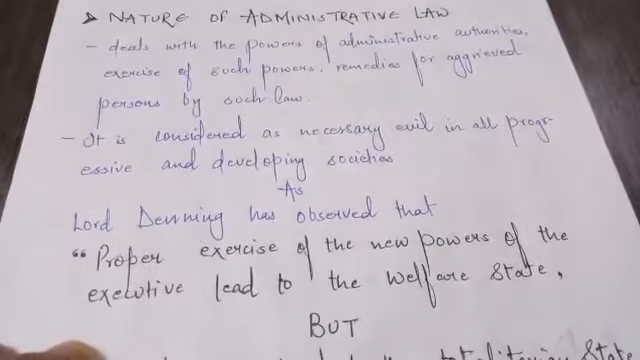 ➤ NATURE OF ADMINISTRATIVE LAW
- deals with the powers of administrative authorities,
exercise of such powers, remedies for aggrieved
persons by such law.
- It is considered as necessary evil in all progr-
essive and developing societies
As
Lord Denning has observed that
"Proper exercise of the new powers of the
executive lead to the welfare state,
BUT
totalitarian State